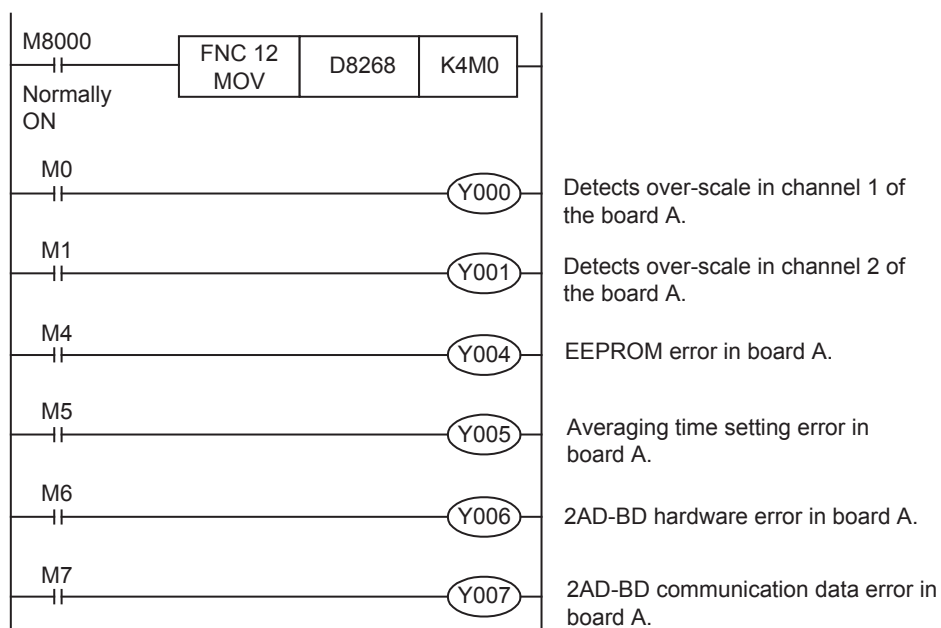 M8000
FNC 12
MOV
D8268
K4M0
Normally
ON
M0
Y000
Detects over-scale in channel 1 of
the board A.
M1
Y001
Detects over-scale in channel 2 of
the board A.
M4
Y004
EEPROM error in board A.
M5
Y005
Averaging time setting error in
board A.
M6
Y006
2AD-BD hardware error in board A.
M7
Y007
2AD-BD communication data error in
board A.